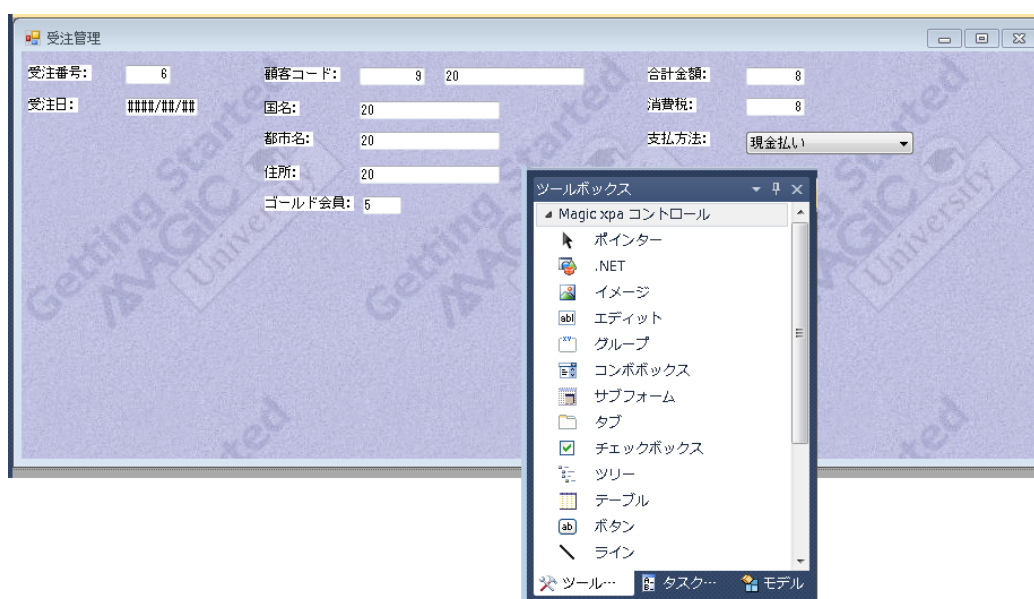 受注管理
受注番号: 6 顧客コード: 9 20 合計金額: 8
受注日: ####/##/## 国名: 20 消費税: 8
都市名: 20 支払方法: 現金払い
住所: 20
ゴールド会員: 5
ツールボックス
Magic xpa コントロール
ポインター
.NET
イメージ
エディット
グループ
コンボボックス
サブフォーム
タブ
チェックボックス
ツリー
テーブル
ボタン
ライン
ツール… タスク… モデル
Getting Started
MAGIC
University